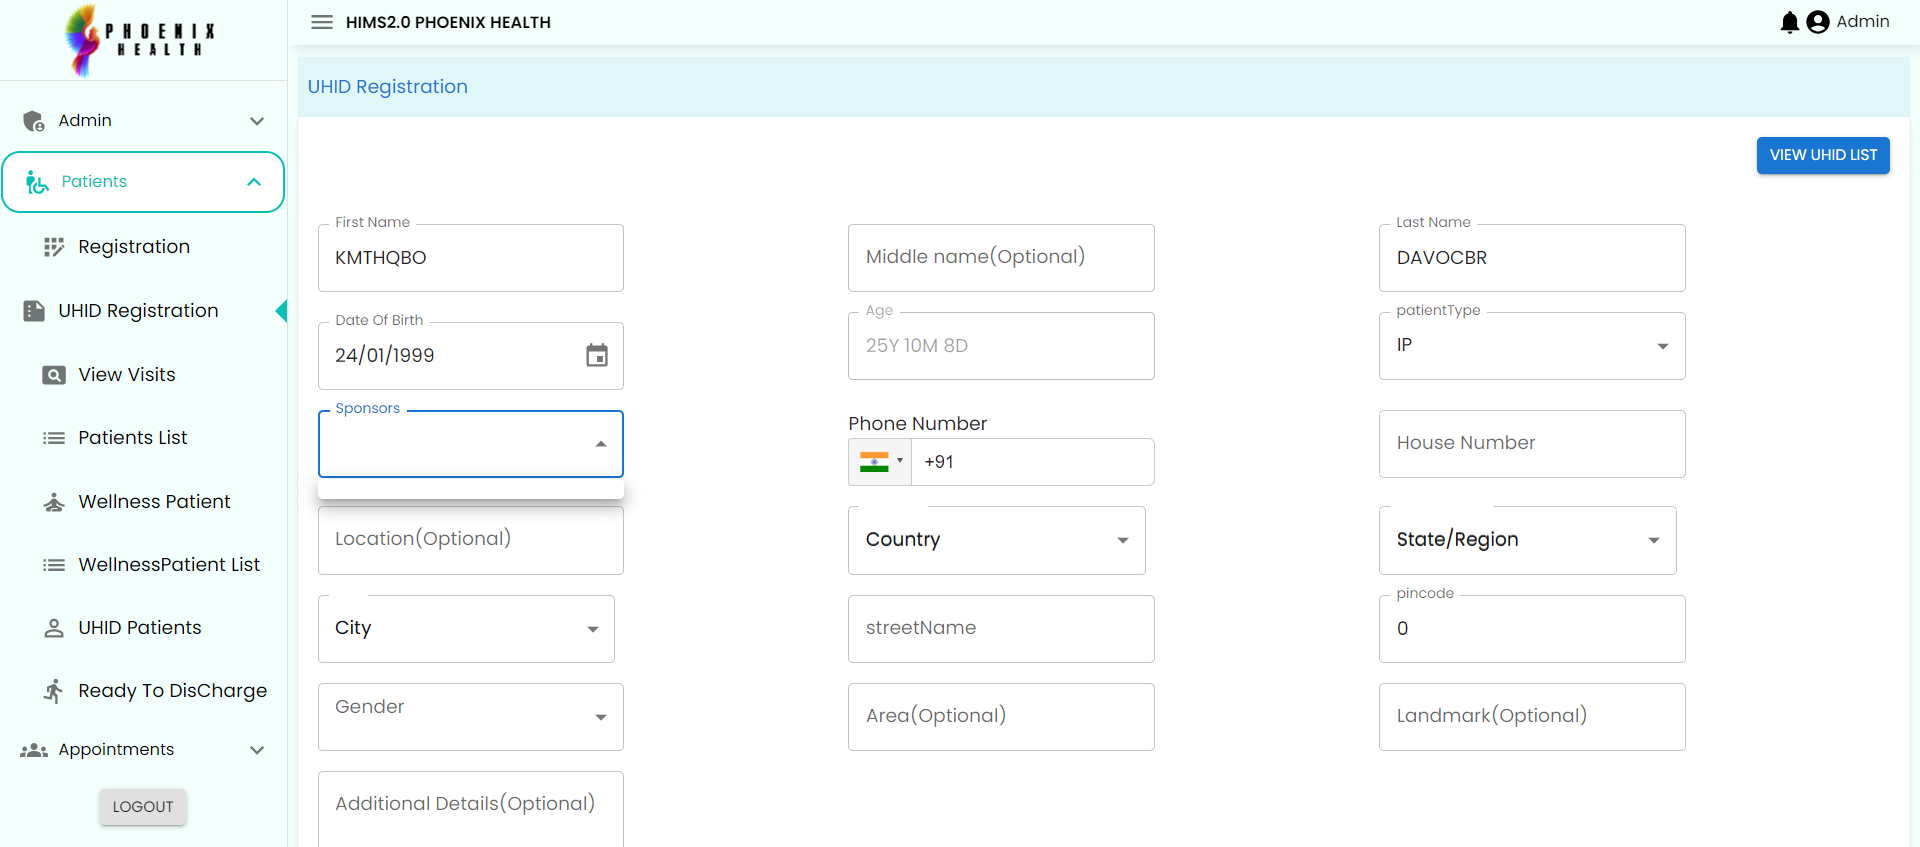 PHOENIX
HEALTH
HIMS2.0 PHOENIX HEALTH
Admin
Admin
Patients
Registration
UHID Registration
View Visits
Patients List
Wellness Patient
WellnessPatient List
UHID Patients
Ready To DisCharge
Appointments
LOGOUT
UHID Registration
VIEW UHID LIST
First Name
KMTHQBO
Middle name(Optional)
Last Name
DAVOCBR
Date Of Birth
24/01/1999
Age
25Y 10M 8D
patientType
IP
Sponsors
Phone Number
+91
House Number
Location(Optional)
Country
State/Region
City
streetName
pincode
0
Gender
Area(Optional)
Landmark(Optional)
Additional Details(Optional)